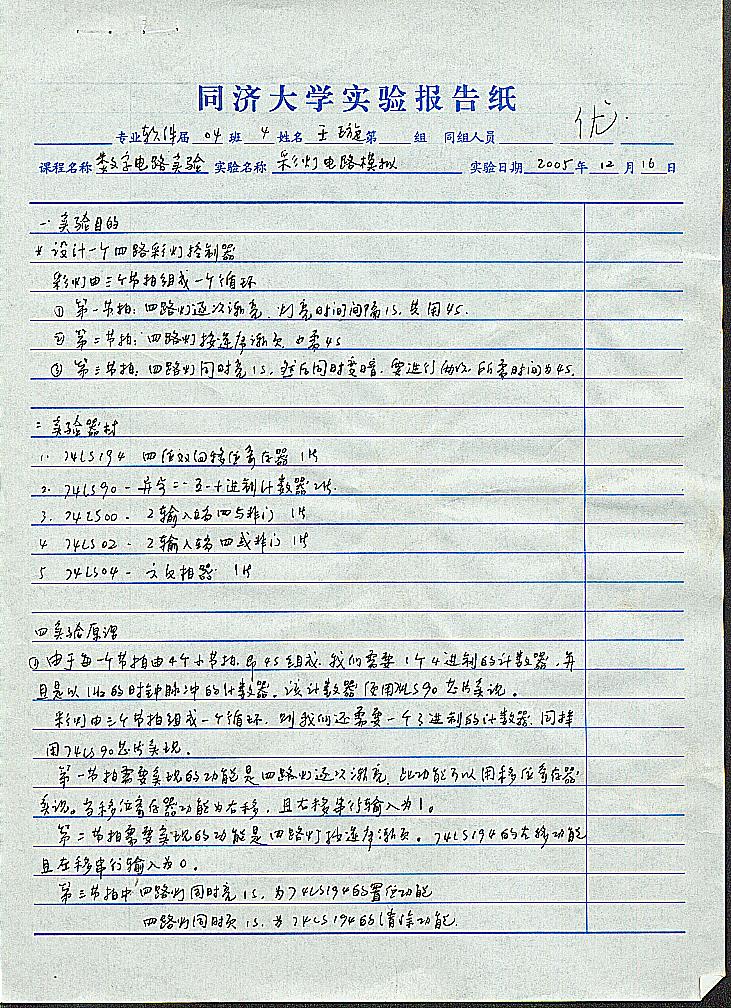 同济大学实验报告纸
优.
专业软件届 04 班 4 姓名 王璇第 组 同组人员
课程名称 数字电路实验 实验名称 彩灯电路模拟 实验日期 2005年 12 月 16 日
一. 实验目的
设计一个四路彩灯控制器
彩灯由三个节拍组成一个循环
① 第一节拍: 四路灯逐次渐亮, 灯亮时间间隔1S, 共用4S.
② 第二节拍: 四路灯按逆序渐灭, 也需4S
③ 第三节拍: 四路灯同时亮1S, 然后同时变暗, 要进行两次, 所需时间为4S.
二 实验器材
1. 74LS194 四位双向移位寄存器 1片
2. 74LS90 - 异步二-五-十进制计数器 2片
3. 74LS00 - 2输入端四与非门 1片
4 74LS02 - 2输入端四或非门 1片
5 74LS04 - 六反相器 1片
四 实验原理
① 由于每一个节拍由4个小节拍, 即4S组成, 我们需要1个4进制的计数器, 并
且是以1Hz的时钟脉冲的计数器. 该计数器使用74LS90芯片实现.
彩灯由三个节拍组成一个循环, 则我们还需要一个3进制的计数器, 同样
用74LS90芯片实现.
第一节拍需要实现的功能是四路灯逐次渐亮, 此功能可以用移位寄存器
实现. 当移位寄存器功能为右移, 且右移串行输入为1.
第二节拍需要实现的功能是四路灯按逆序渐灭. 74LS194的左移功能
且左移串行输入为0.
第三节拍中 四路灯同时亮1S, 为74LS194的置位功能
四路灯同时灭1S, 为74LS194的清除功能.